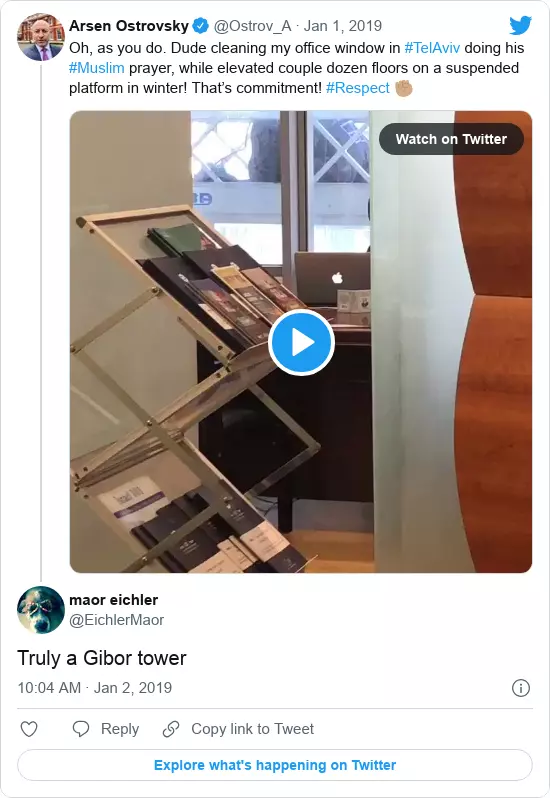 Arsen Ostrovsky @Ostrov_A · Jan 1, 2019
Oh, as you do. Dude cleaning my office window in #TelAviv doing his
#Muslim prayer, while elevated couple dozen floors on a suspended
platform in winter! That’s commitment! #Respect ✊🏽
Watch on Twitter
maor eichler
@EichlerMaor
Truly a Gibor tower
10:04 AM · Jan 2, 2019
Reply
Copy link to Tweet
Explore what's happening on Twitter